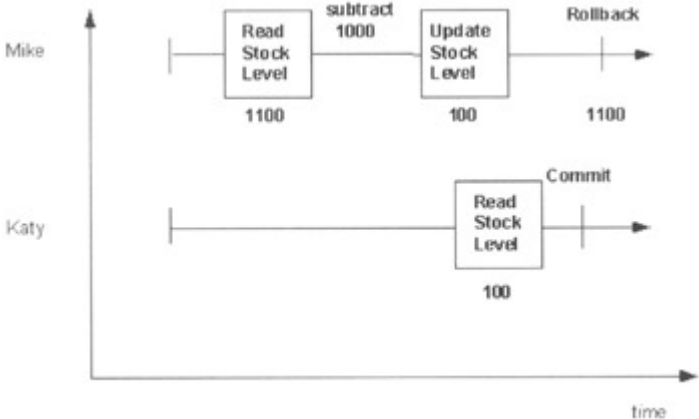 subtract
1000
Rollback
Mike
Read
Stock
Level
Update
Stock
Level
1100
100
1100
Commit
Katy
Read
Stock
Level
100
time